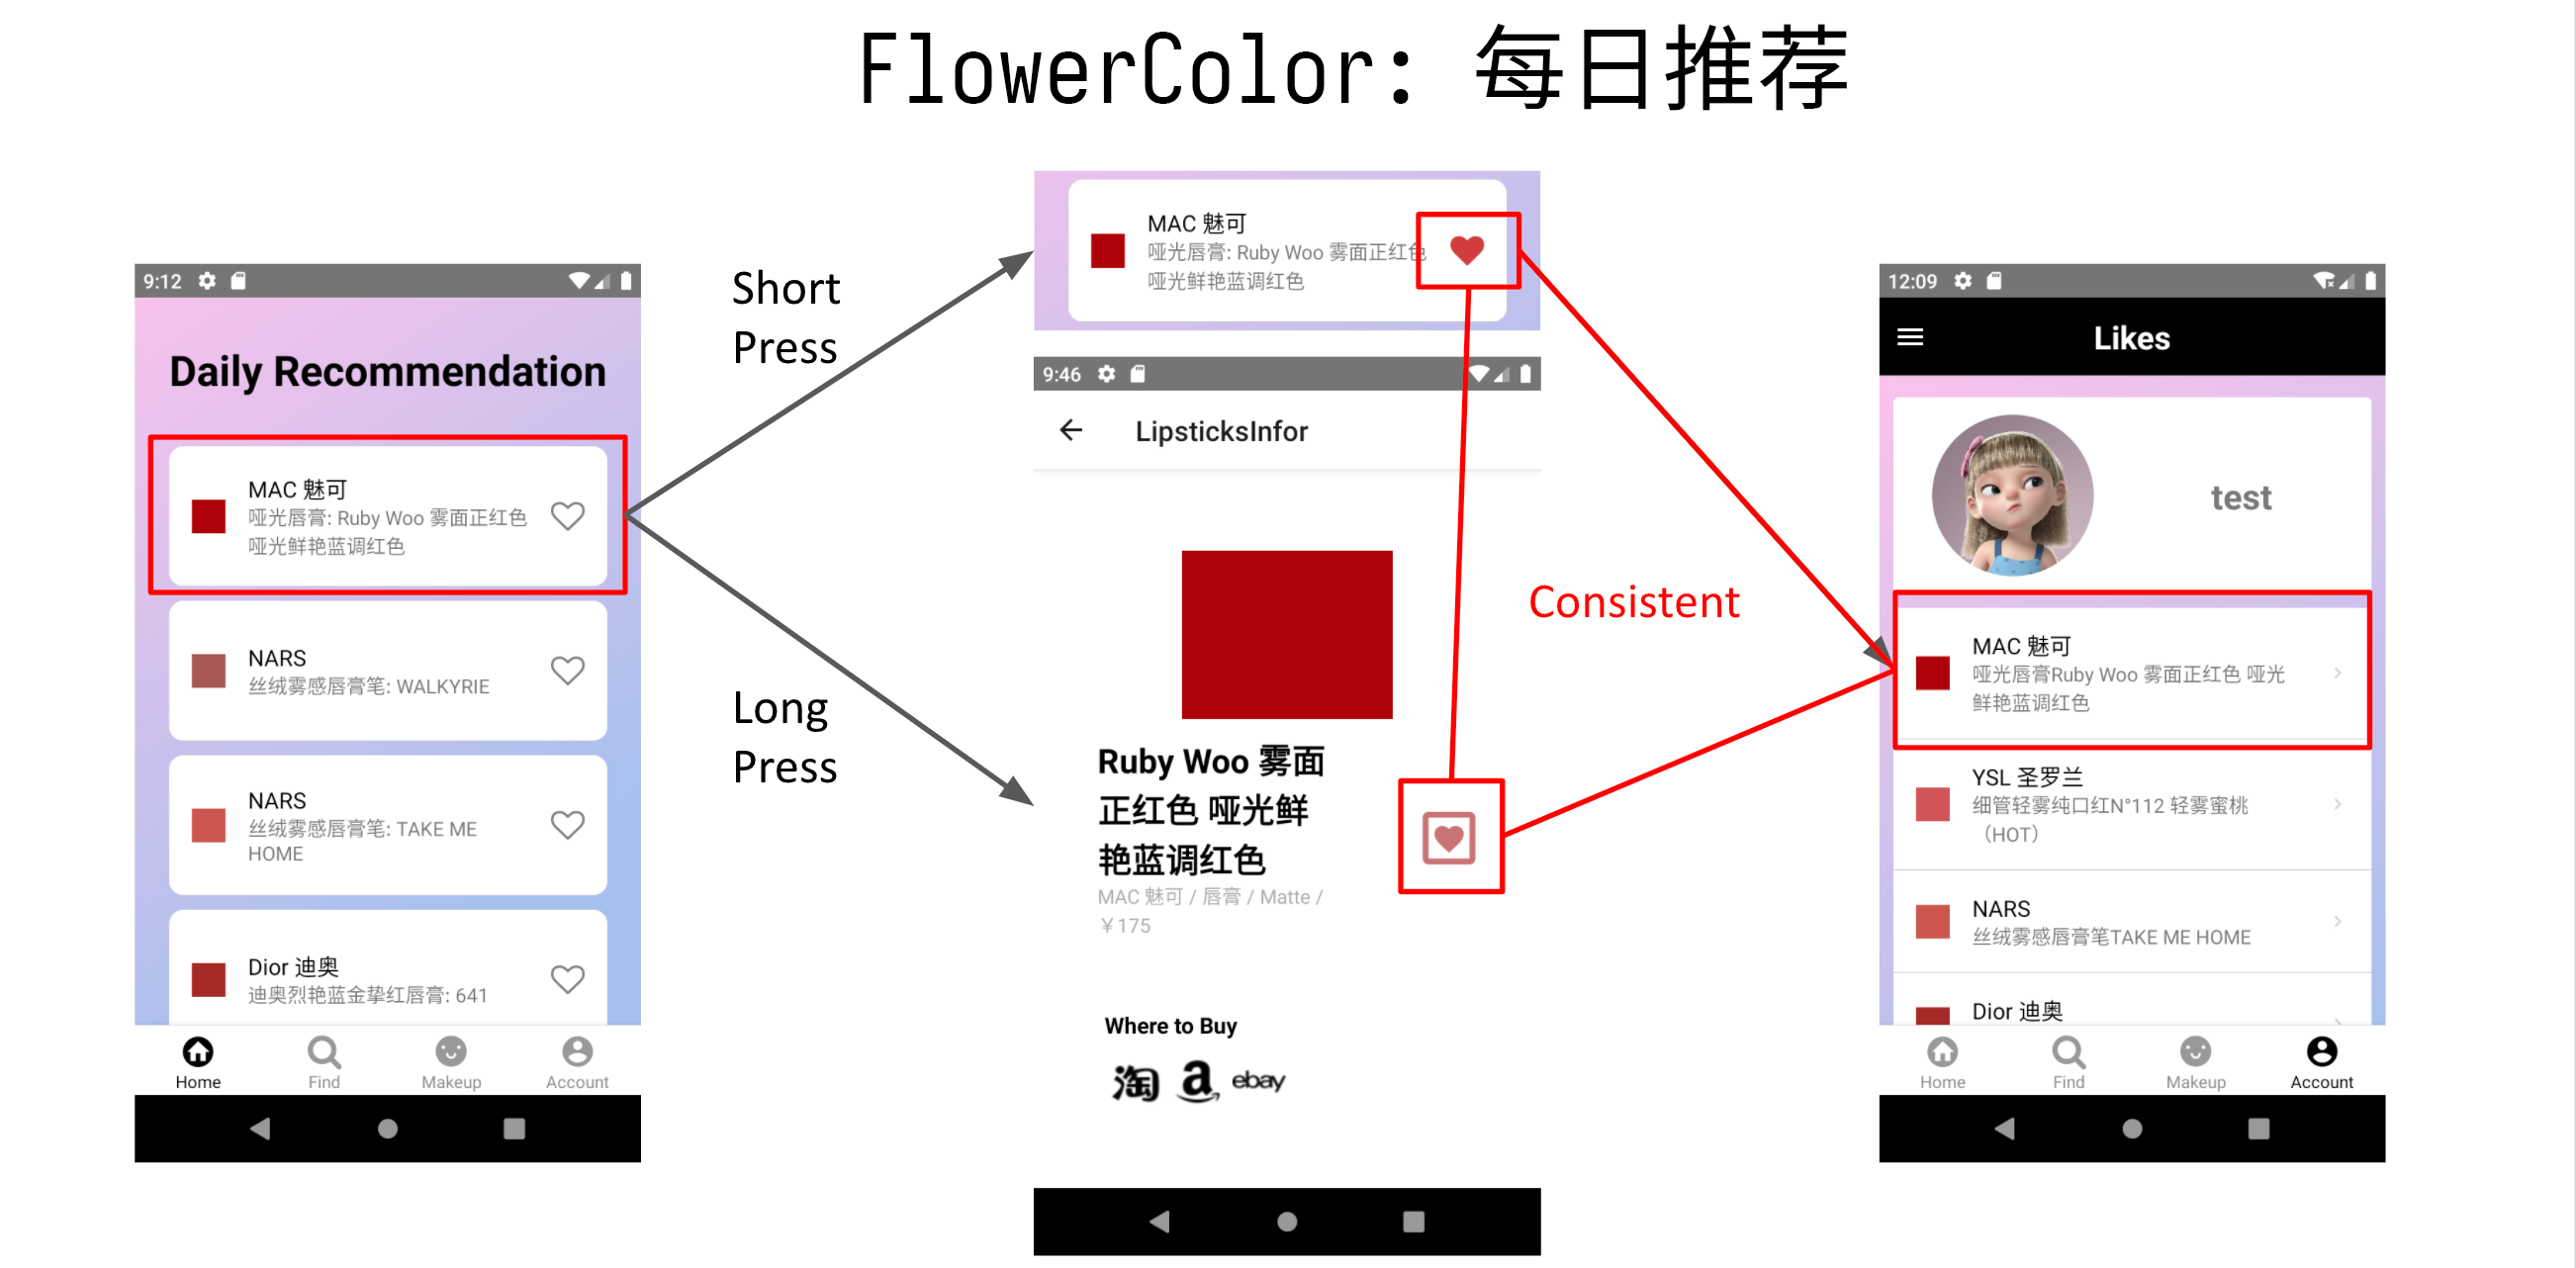 FlowerColor: 每日推荐
9:12
Daily Recommendation
MAC 魅可
哑光唇膏: Ruby Woo 雾面正红色
哑光鲜艳蓝调红色
NARS
丝绒雾感唇膏笔: WALKYRIE
NARS
丝绒雾感唇膏笔: TAKE ME
HOME
Dior 迪奥
迪奥烈艳蓝金挚红唇膏: 641
Home
Find
Makeup
Account
Short
Press
Long
Press
MAC 魅可
哑光唇膏: Ruby Woo 雾面正红色
哑光鲜艳蓝调红色
9:46
LipsticksInfor
Ruby Woo 雾面
正红色 哑光鲜
艳蓝调红色
MAC 魅可 / 唇膏 / Matte /
￥175
Where to Buy
淘
a
ebay
Consistent
12:09
Likes
test
MAC 魅可
哑光唇膏Ruby Woo 雾面正红色 哑光
鲜艳蓝调红色
YSL 圣罗兰
细管轻雾纯口红N°112 轻雾蜜桃
（HOT）
NARS
丝绒雾感唇膏笔TAKE ME HOME
Dior 迪奥
Home
Find
Makeup
Account